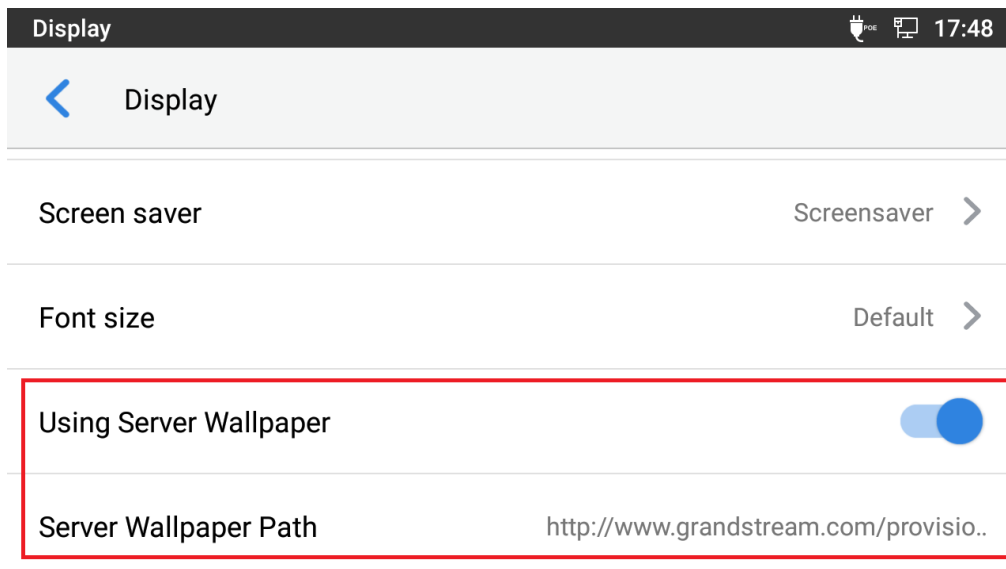 Display
POE 17:48
Display
Screen saver Screensaver
Font size Default
Using Server Wallpaper
Server Wallpaper Path http://www.grandstream.com/provisio..